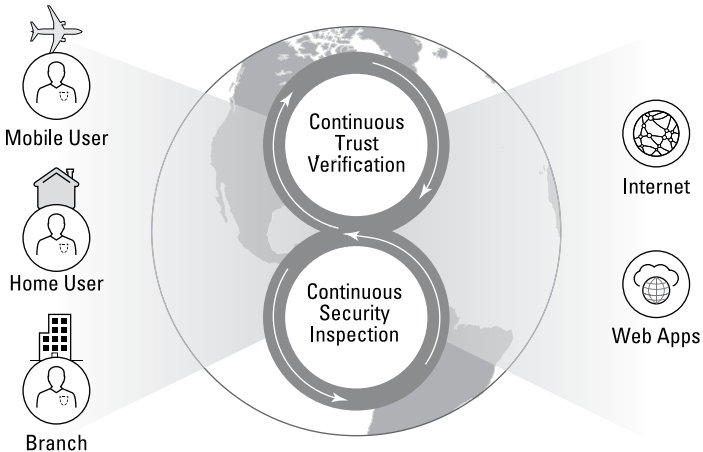 Mobile User
Home User
Branch
Continuous
Trust
Verification
Continuous
Security
Inspection
Internet
Web Apps